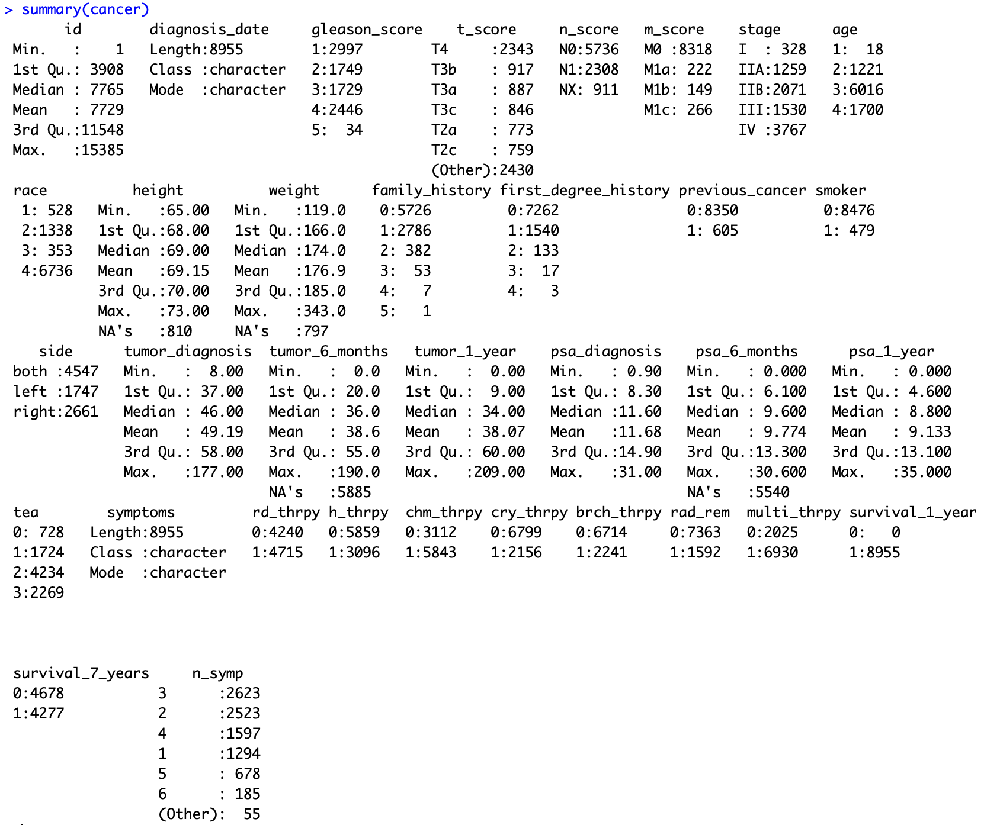 > summary(cancer)
id diagnosis_date gleason_score t_score n_score m_score stage age
Min. : 1 Length:8955 1:2997 T4 :2343 N0:5736 M0 :8318 I : 328 1: 18
1st Qu.: 3908 Class :character 2:1749 T3b : 917 N1:2308 M1a: 222 IIA:1259 2:1221
Median : 7765 Mode :character 3:1729 T3a : 887 NX: 911 M1b: 149 IIB:2071 3:6016
Mean : 7729 4:2446 T3c : 846 M1c: 266 III:1530 4:1700
3rd Qu.:11548 5: 34 T2a : 773 IV :3767
Max. :15385 T2c : 759
(Other):2430
race height weight family_history first_degree_history previous_cancer smoker
1: 528 Min. :65.00 Min. :119.0 0:5726 0:7262 0:8350 0:8476
2:1338 1st Qu.:68.00 1st Qu.:166.0 1:2786 1:1540 1: 605 1: 479
3: 353 Median :69.00 Median :174.0 2: 382 2: 133
4:6736 Mean :69.15 Mean :176.9 3: 53 3: 17
3rd Qu.:70.00 3rd Qu.:185.0 4: 7 4: 3
Max. :73.00 Max. :343.0 5: 1
NA's :810 NA's :797
side tumor_diagnosis tumor_6_months tumor_1_year psa_diagnosis psa_6_months psa_1_year
both :4547 Min. : 8.00 Min. : 0.0 Min. : 0.00 Min. : 0.90 Min. : 0.000 Min. : 0.000
left :1747 1st Qu.: 37.00 1st Qu.: 20.0 1st Qu.: 9.00 1st Qu.: 8.30 1st Qu.: 6.100 1st Qu.: 4.600
right:2661 Median : 46.00 Median : 36.0 Median : 34.00 Median :11.60 Median : 9.600 Median : 8.800
Mean : 49.19 Mean : 38.6 Mean : 38.07 Mean :11.68 Mean : 9.774 Mean : 9.133
3rd Qu.: 58.00 3rd Qu.: 55.0 3rd Qu.: 60.00 3rd Qu.:14.90 3rd Qu.:13.300 3rd Qu.:13.100
Max. :177.00 Max. :190.0 Max. :209.00 Max. :31.00 Max. :30.600 Max. :35.000
NA's :5885 NA's :5540
tea symptoms rd_thrpy h_thrpy chm_thrpy cry_thrpy brch_thrpy rad_rem multi_thrpy survival_1_year
0: 728 Length:8955 0:4240 0:5859 0:3112 0:6799 0:6714 0:7363 0:2025 0: 0
1:1724 Class :character 1:4715 1:3096 1:5843 1:2156 1:2241 1:1592 1:6930 1:8955
2:4234 Mode :character
3:2269
survival_7_years n_symp
0:4678 3 :2623
1:4277 2 :2523
4 :1597
1 :1294
5 : 678
6 : 185
(Other): 55